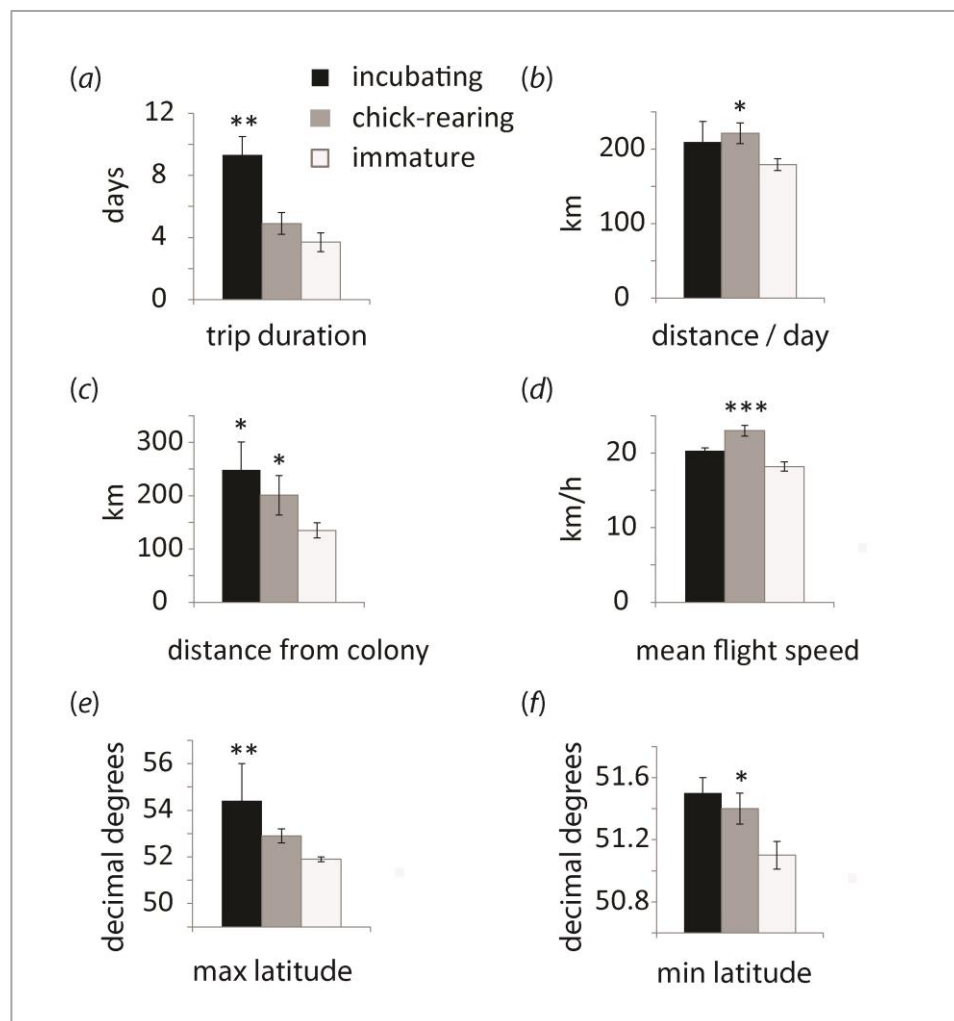 (a)
incubating
chick-rearing
immature
**
12
8
4
0
days
trip duration
(b)
*
200
100
0
km
distance / day
(c)
*
*
300
200
100
0
km
distance from colony
(d)
***
20
10
0
km/h
mean flight speed
(e)
**
56
54
52
50
decimal degrees
max latitude
(f)
*
51.6
51.2
50.8
decimal degrees
min latitude